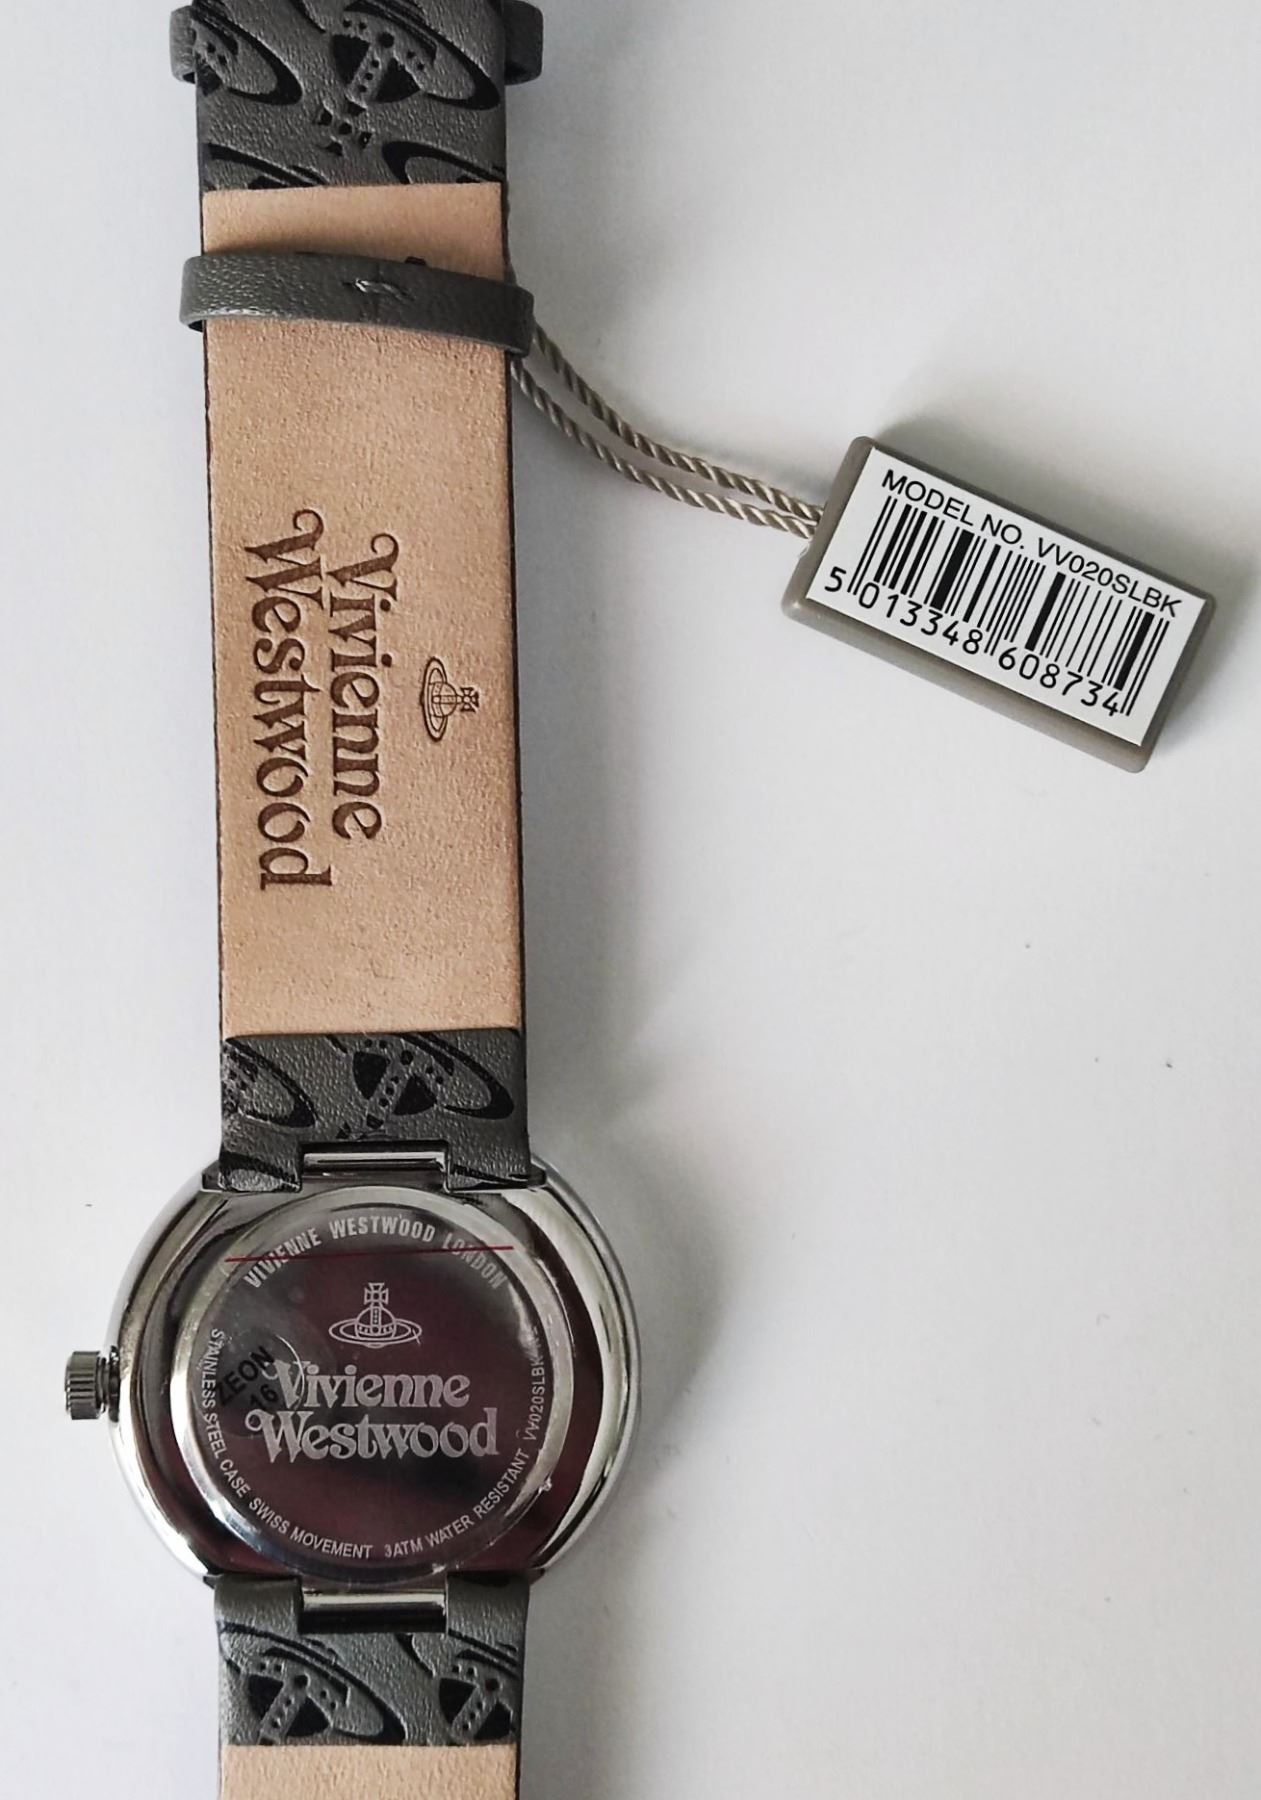 MODEL NO. VV020SLBK
5 013348 608734
Vivienne
Westwood
VIVIENNE WESTWOOD LONDON
ZEON
16
Vivienne
Westwood
STAINLESS STEEL CASE SWISS MOVEMENT 3ATM WATER RESISTANT VV020SLBK